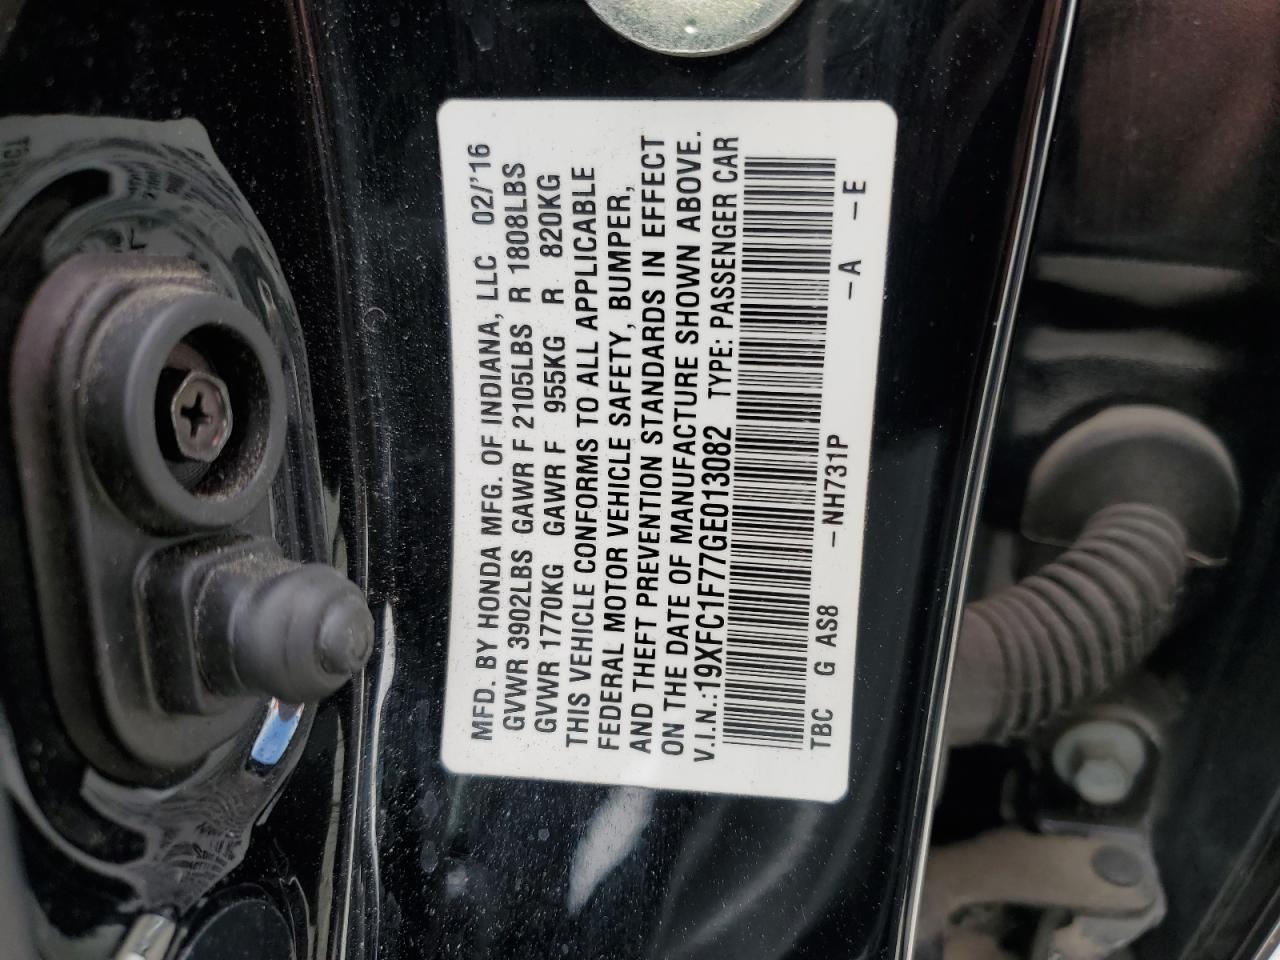 MFD. BY HONDA MFG. OF INDIANA, LLC 02/'16
GVWR 3902LBS GAWR F 2105LBS R 1808LBS
GVWR 1770KG GAWR F 955KG R 820KG
THIS VEHICLE CONFORMS TO ALL APPLICABLE
FEDERAL MOTOR VEHICLE SAFETY, BUMPER,
AND THEFT PREVENTION STANDARDS IN EFFECT
ON THE DATE OF MANUFACTURE SHOWN ABOVE.
V.I.N.:19XFC1F77GE013082 TYPE: PASSENGER CAR
TBC G AS8 -NH731P -A -E